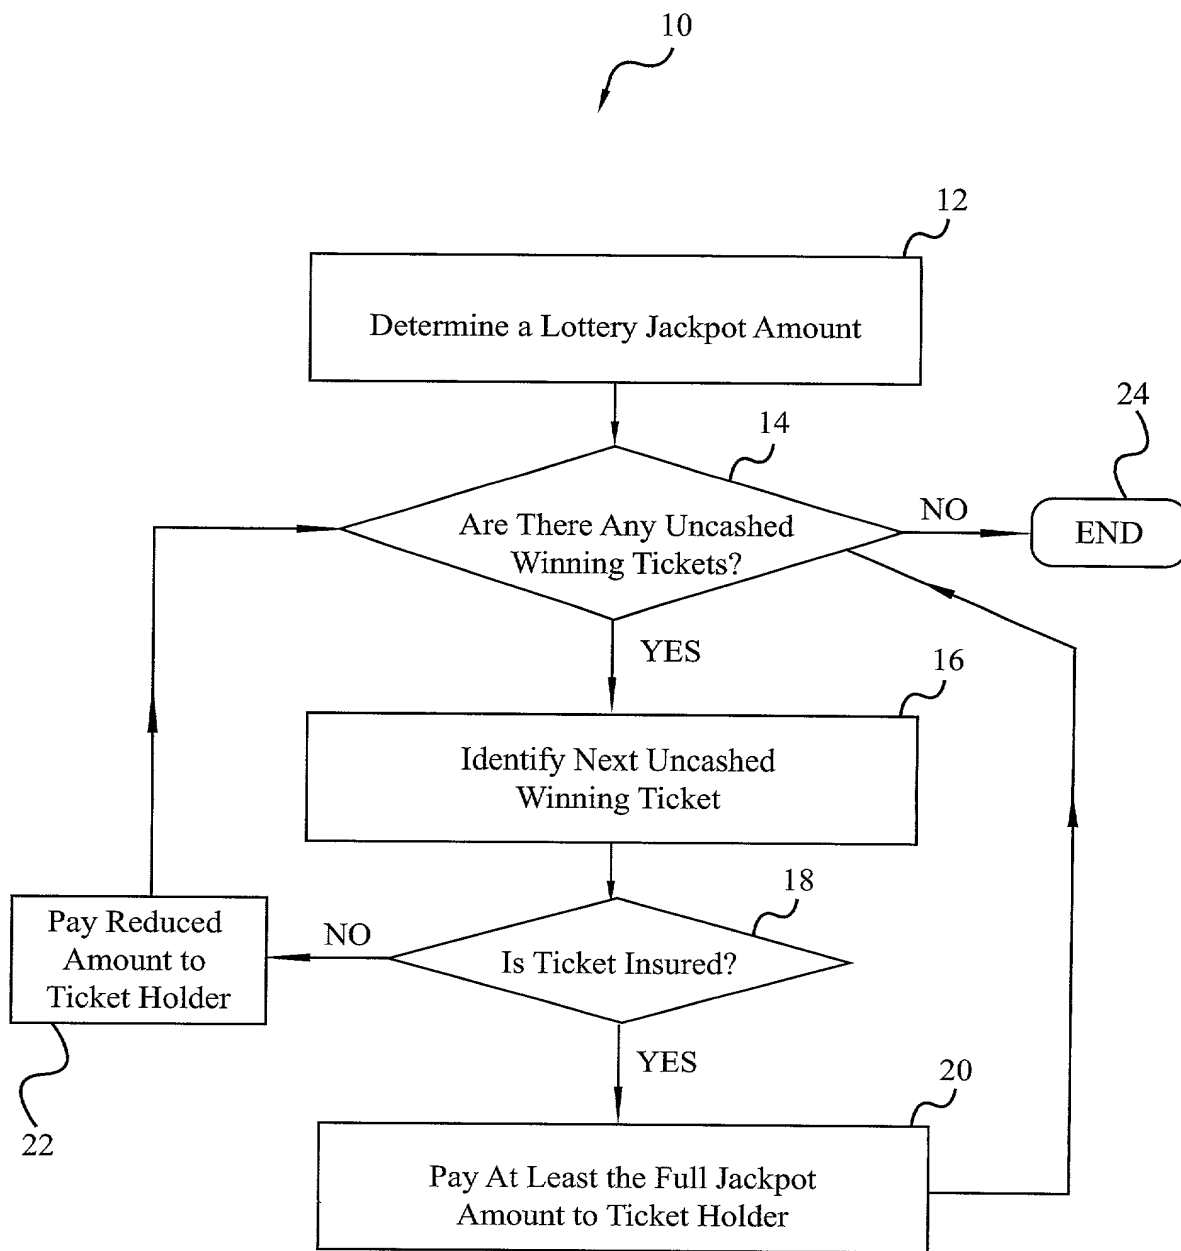 10
12
Determine a Lottery Jackpot Amount
14
24
Are There Any Uncashed
Winning Tickets?
NO
END
YES
16
Identify Next Uncashed
Winning Ticket
18
Is Ticket Insured?
NO
Pay Reduced
Amount to
Ticket Holder
22
YES
20
Pay At Least the Full Jackpot
Amount to Ticket Holder